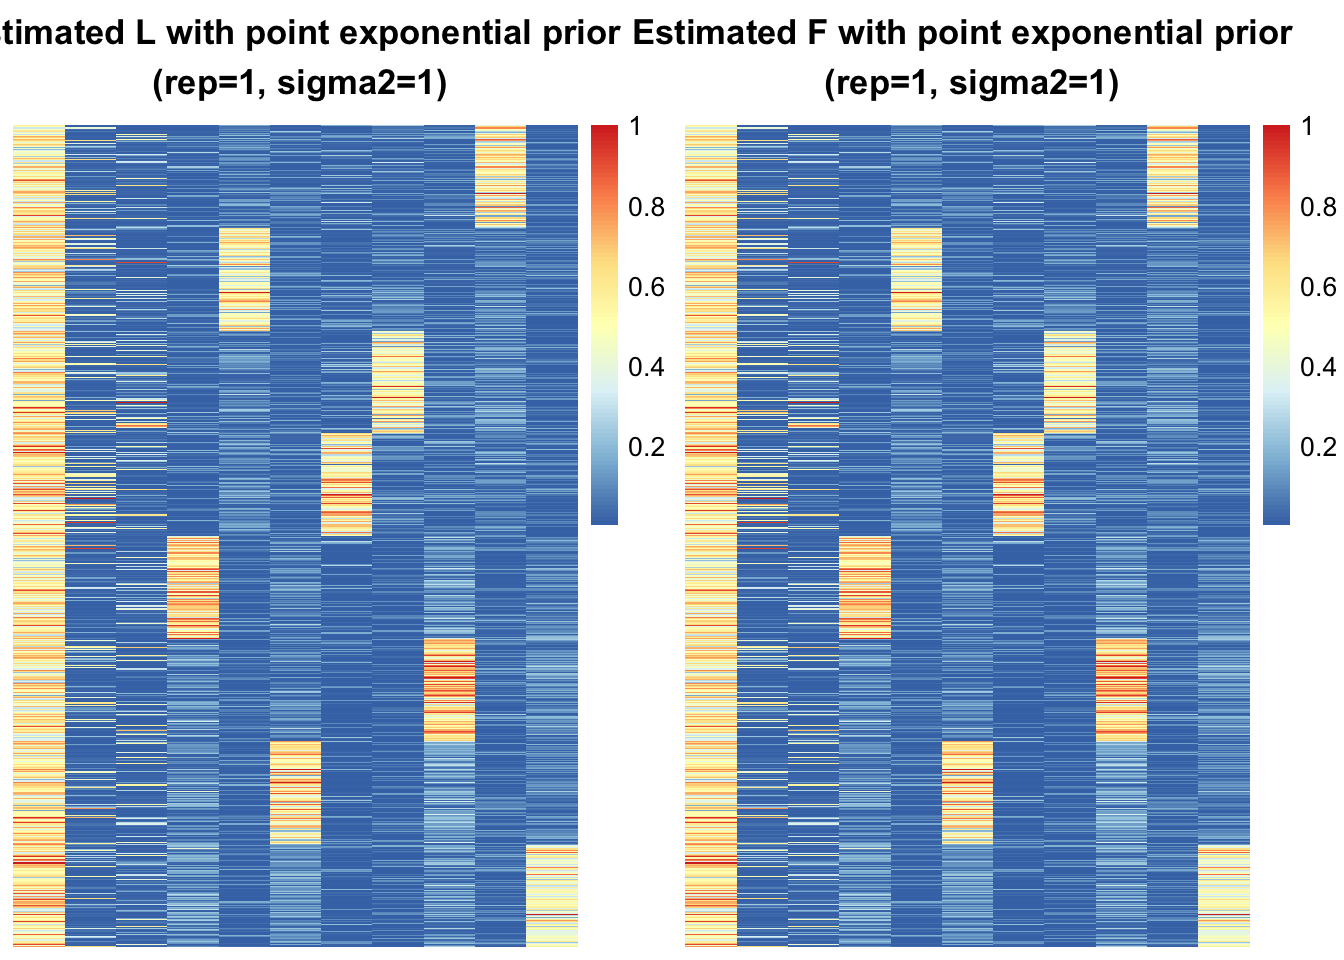 stimated L with point exponential prior
(rep=1, sigma2=1)
1
0.8
0.6
0.4
0.2
Estimated F with point exponential prior
(rep=1, sigma2=1)
1
0.8
0.6
0.4
0.2